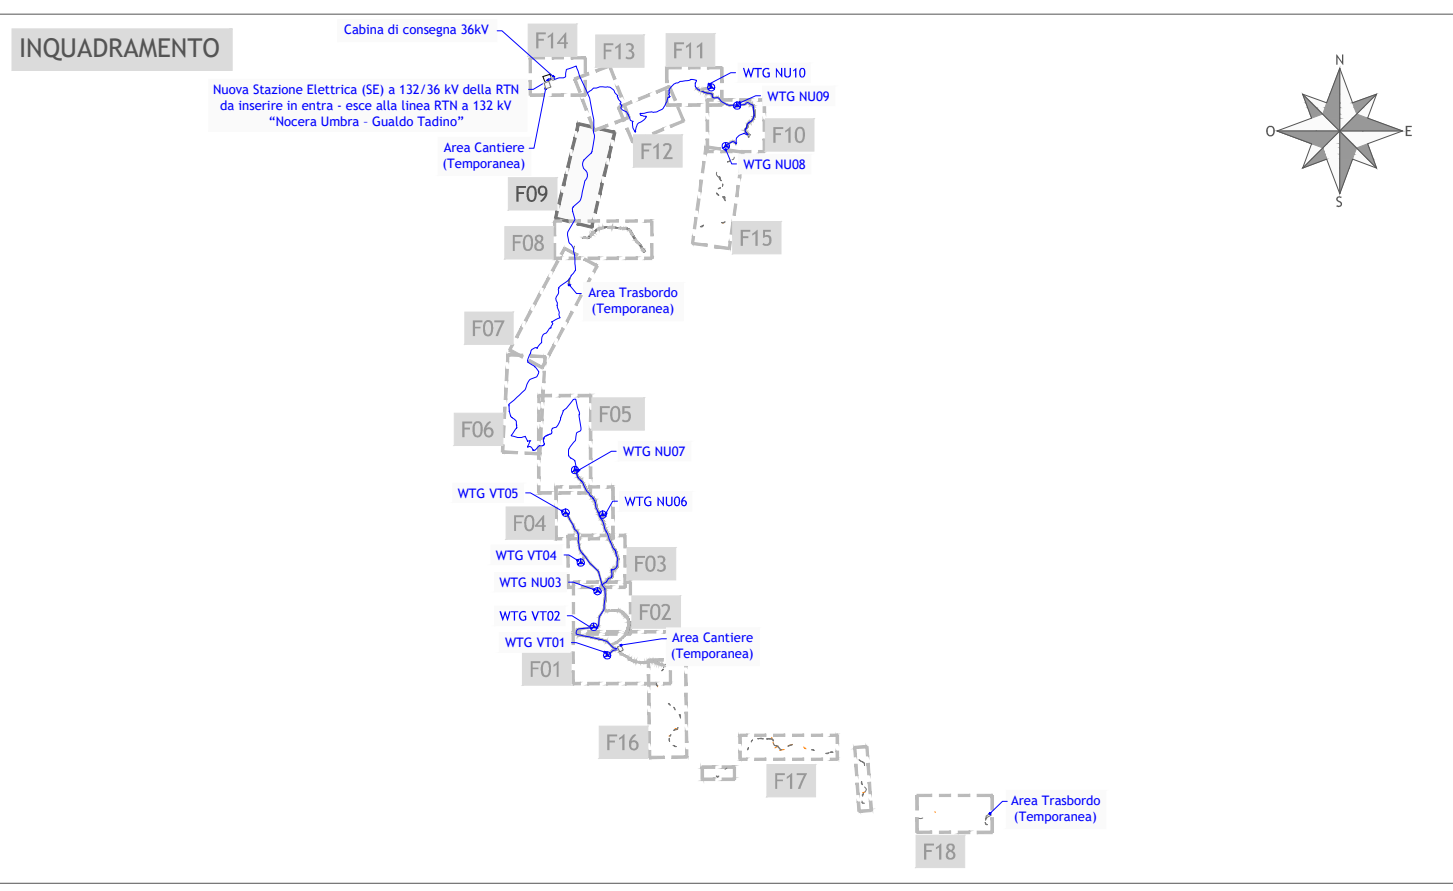 INQUADRAMENTO
Cabina di consegna 36kV
F14
F13
F11
WTG NU10
Nuova Stazione Elettrica (SE) a 132/36 kV della RTN
da inserire in entra - esce alla linea RTN a 132 kV
“Nocera Umbra - Gualdo Tadino”
WTG NU09
F10
Area Cantiere
(Temporanea)
F12
WTG NU08
F09
F08
F15
Area Trasbordo
(Temporanea)
F07
F06
F05
WTG NU07
WTG VT05
WTG NU06
F04
WTG VT04
F03
WTG NU03
WTG VT02
F02
WTG VT01
Area Cantiere
(Temporanea)
F01
F16
F17
Area Trasbordo
(Temporanea)
F18
N
O
E
S